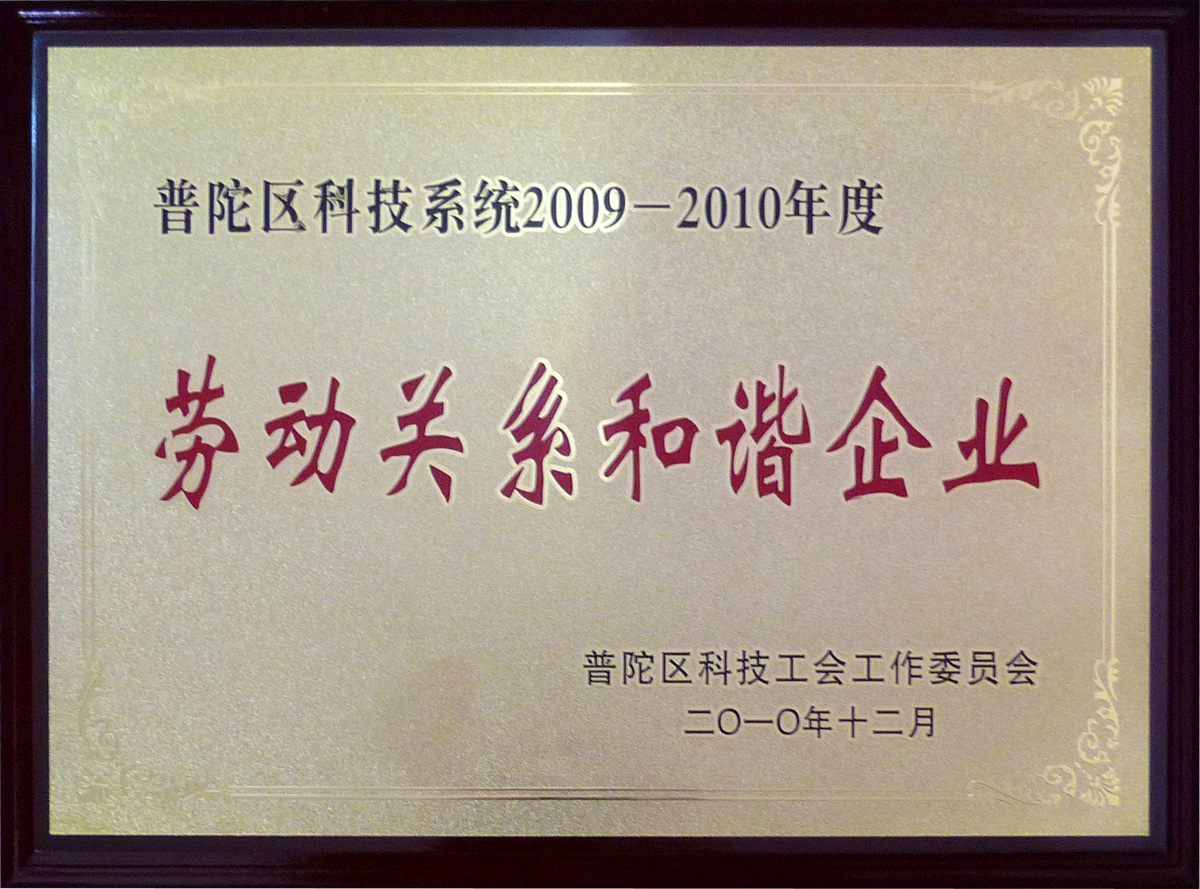 普陀区科技系统2009－2010年度
劳动关系和谐企业
普陀区科技工会工作委员会
二〇一〇年十二月